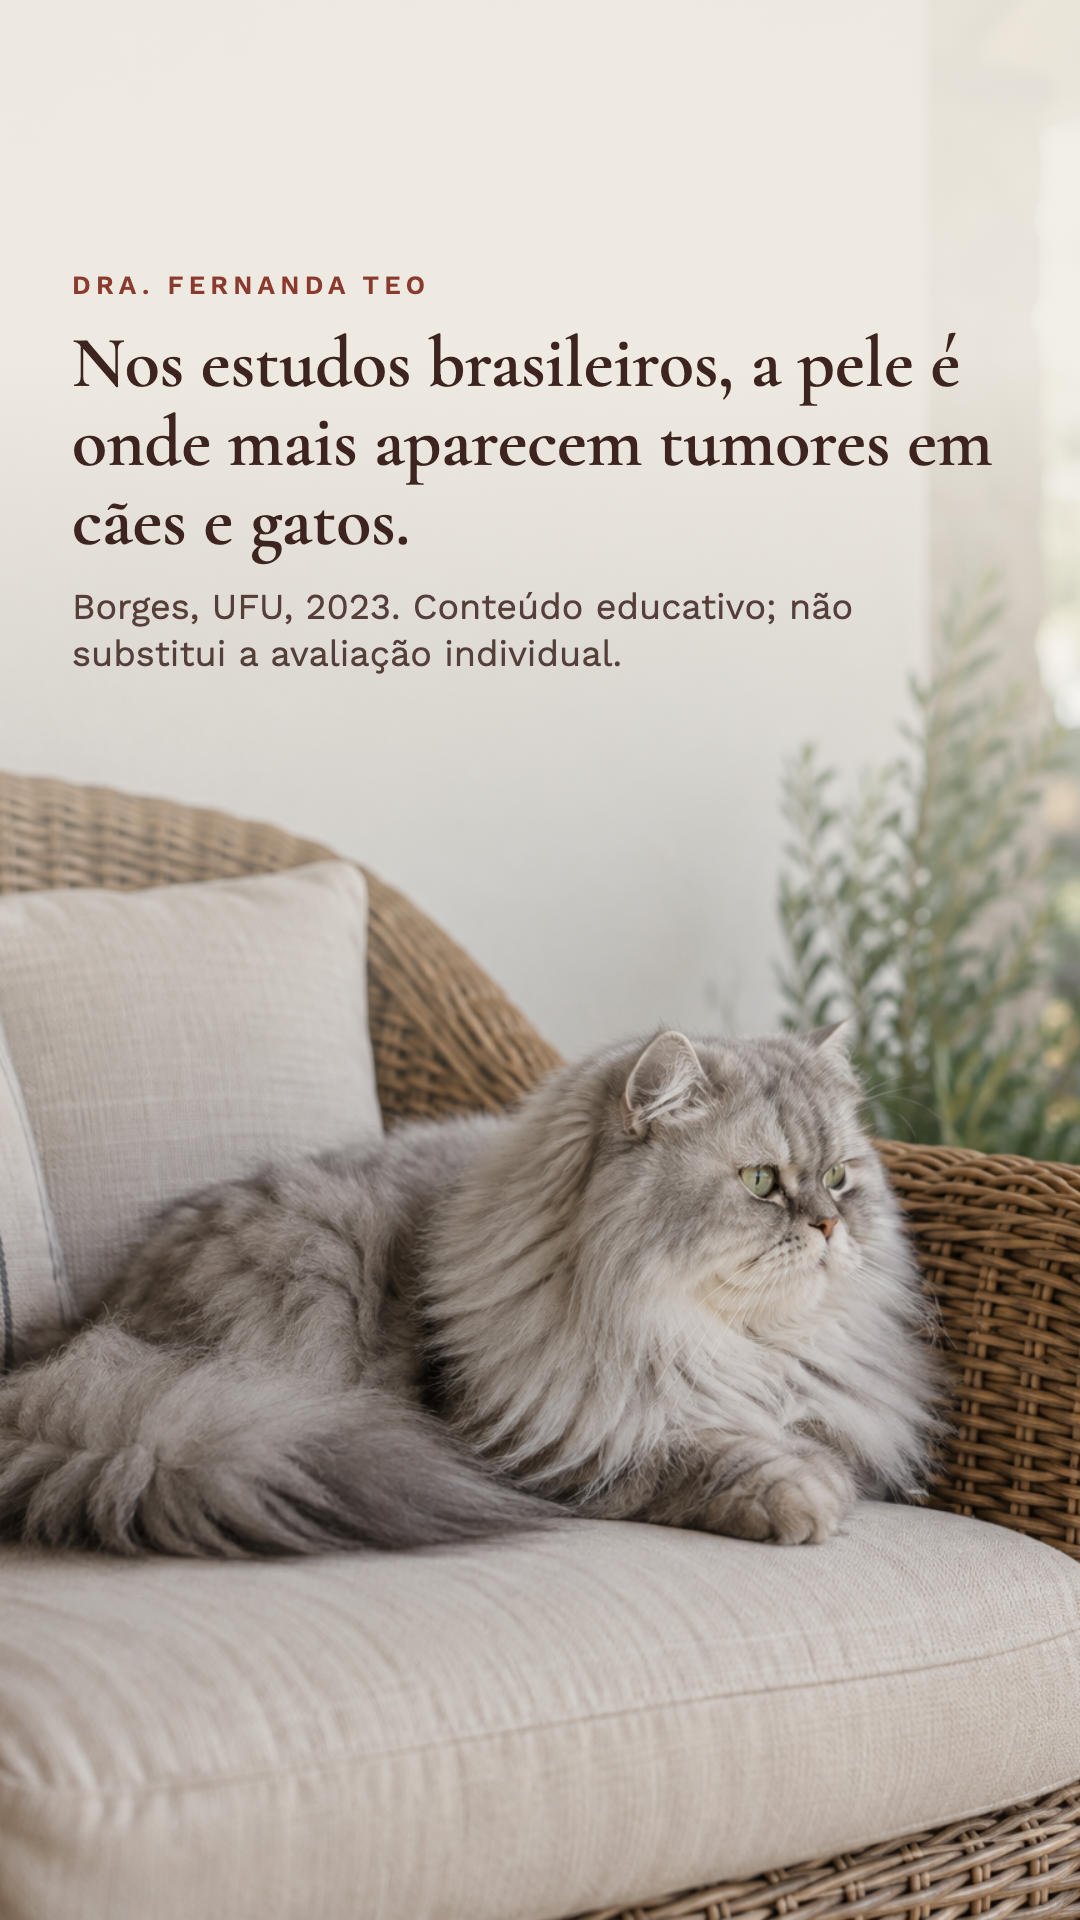 DRA. FERNANDA TEO
Nos estudos brasileiros, a pele é
onde mais aparecem tumores em
cães e gatos.
Borges, UFU, 2023. Conteúdo educativo; não
substitui a avaliação individual.